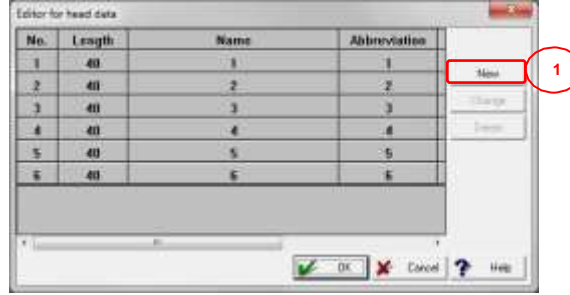 Editor for head data
No. Length Name Abbreviation
1 40 1 1
2 40 2 2
3 40 3 3
4 40 4 4
5 40 5 5
6 40 6 6
New
Change
Delete
1
OK Cancel ? Help